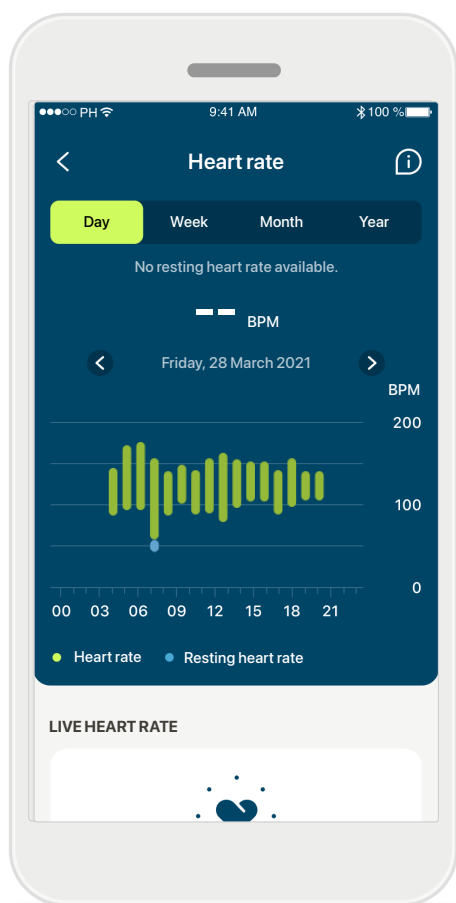 PH 9:41 AM 100 %
Heart rate
Day Week Month Year
No resting heart rate available.
-- BPM
Friday, 28 March 2021
BPM
200
100
0
00 03 06 09 12 15 18 21
Heart rate Resting heart rate
LIVE HEART RATE